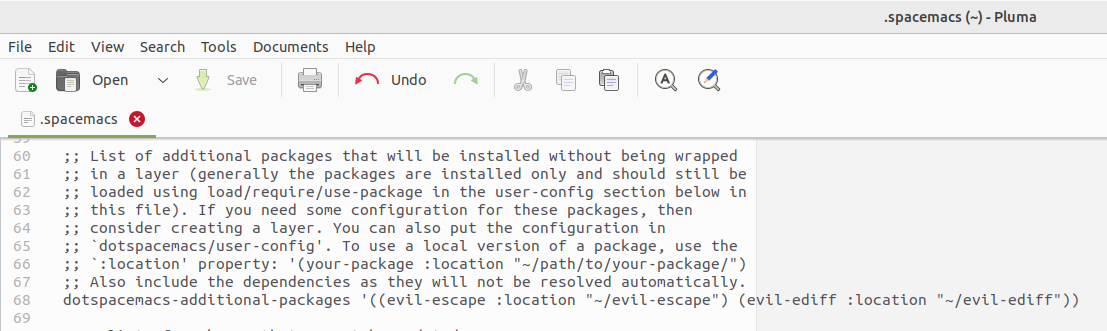 .spacemacs (~) - Pluma
File Edit View Search Tools Documents Help
Open Save Undo
.spacemacs
59
60 ;; List of additional packages that will be installed without being wrapped
61 ;; in a layer (generally the packages are installed only and should still be
62 ;; loaded using load/require/use-package in the user-config section below in
63 ;; this file). If you need some configuration for these packages, then
64 ;; consider creating a layer. You can also put the configuration in
65 ;; `dotspacemacs/user-config'. To use a local version of a package, use the
66 ;; `:location' property: '(your-package :location "~/path/to/your-package/")
67 ;; Also include the dependencies as they will not be resolved automatically.
68 dotspacemacs-additional-packages '((evil-escape :location "~/evil-escape") (evil-ediff :location "~/evil-ediff"))
69